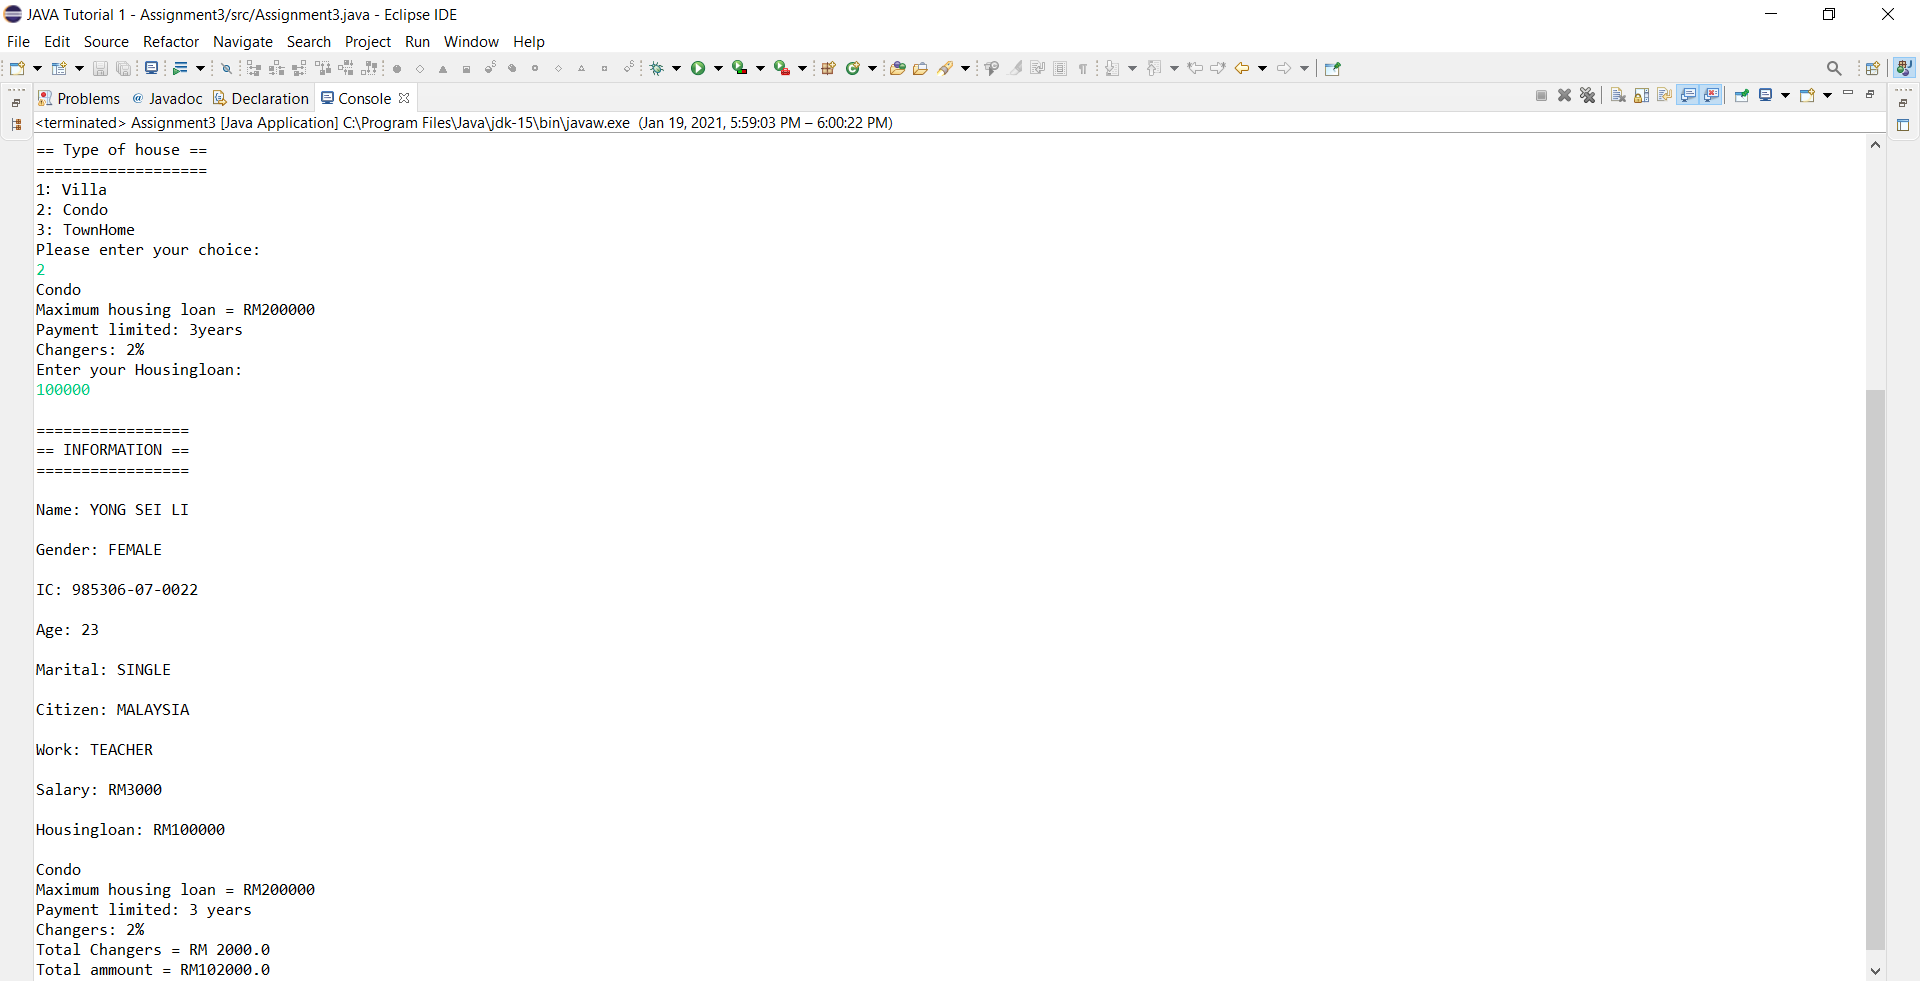 JAVA Tutorial 1 - Assignment3/src/Assignment3.java - Eclipse IDE
File Edit Source Refactor Navigate Search Project Run Window Help
Problems @ Javadoc Declaration Console
<terminated> Assignment3 [Java Application] C:\Program Files\Java\jdk-15\bin\javaw.exe (Jan 19, 2021, 5:59:03 PM – 6:00:22 PM)
== Type of house ==
===================
1: Villa
2: Condo
3: TownHome
Please enter your choice:
2
Condo
Maximum housing loan = RM200000
Payment limited: 3years
Changers: 2%
Enter your Housingloan:
100000
=================
== INFORMATION ==
=================
Name: YONG SEI LI
Gender: FEMALE
IC: 985306-07-0022
Age: 23
Marital: SINGLE
Citizen: MALAYSIA
Work: TEACHER
Salary: RM3000
Housingloan: RM100000
Condo
Maximum housing loan = RM200000
Payment limited: 3 years
Changers: 2%
Total Changers = RM 2000.0
Total ammount = RM102000.0